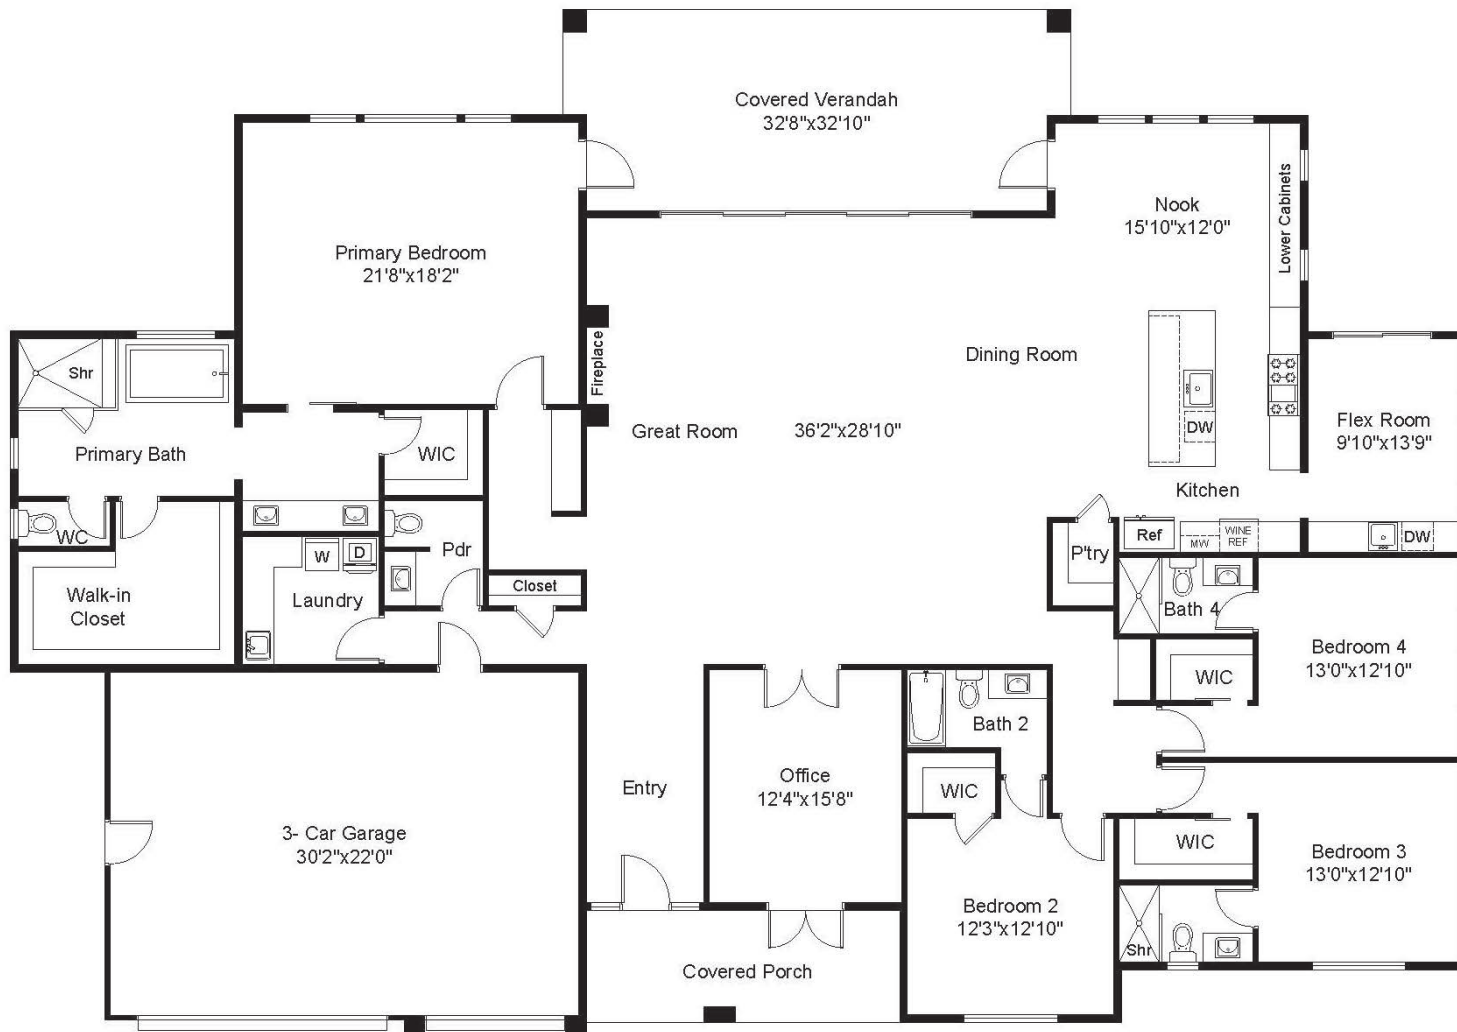 Covered Verandah
32'8"x32'10"
Nook
15'10"x12'0"
Lower Cabinets
Primary Bedroom
21'8"x18'2"
Fireplace
Dining Room
Shr
Great Room
36'2"x28'10"
DW
Flex Room
9'10"x13'9"
Primary Bath
WIC
Kitchen
WC
Pdr
W
D
P'try
Ref
MW
WINE
REF
DW
Closet
Laundry
Walk-in
Closet
Bath 4
Bedroom 4
13'0"x12'10"
WIC
Bath 2
Office
12'4"x15'8"
Entry
WIC
3- Car Garage
30'2"x22'0"
WIC
Bedroom 3
13'0"x12'10"
Bedroom 2
12'3"x12'10"
Shr
Covered Porch